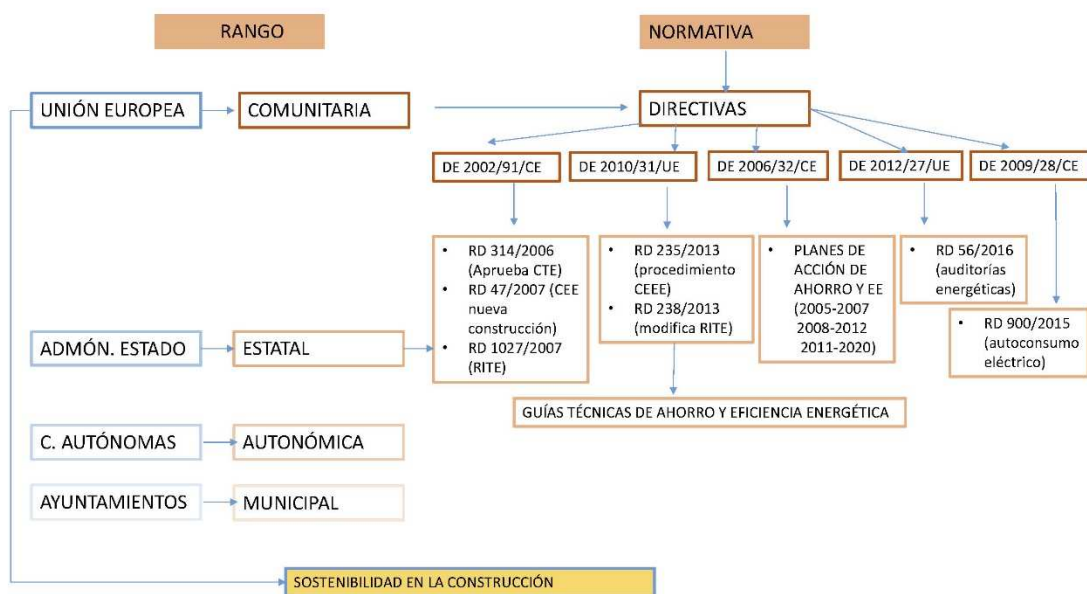 RANGO
NORMATIVA
UNIÓN EUROPEA
COMUNITARIA
DIRECTIVAS
DE 2002/91/CE
DE 2010/31/UE
DE 2006/32/CE
DE 2012/27/UE
DE 2009/28/CE
• RD 314/2006
(Aprueba CTE)
• RD 47/2007 (CEE
nueva
construcción)
• RD 1027/2007
(RITE)
• RD 235/2013
(procedimiento
CEEE)
• RD 238/2013
(modifica RITE)
• PLANES DE
ACCIÓN DE
AHORRO Y EE
(2005-2007
2008-2012
2011-2020)
• RD 56/2016
(auditorías
energéticas)
• RD 900/2015
(autoconsumo
eléctrico)
ADMÓN. ESTADO
ESTATAL
GUÍAS TÉCNICAS DE AHORRO Y EFICIENCIA ENERGÉTICA
C. AUTÓNOMAS
AUTONÓMICA
AYUNTAMIENTOS
MUNICIPAL
SOSTENIBILIDAD EN LA CONSTRUCCIÓN